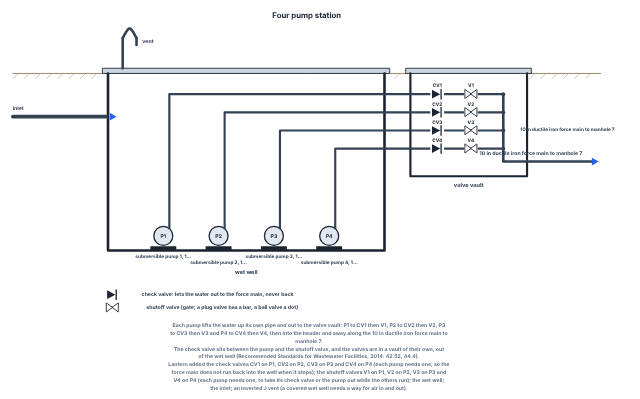 Four pump station
vent
inlet
CV1 V1
CV2 V2
CV3 V3
10 in ductile iron force main to manhole 7
CV4 V4
10 in ductile iron force main to manhole 7
valve vault
P1 P2 P3 P4
submersible pump 1, 1... submersible pump 3, 1...
submersible pump 2, 1... submersible pump 4, 1...
wet well
check valve: lets the water out to the force main, never back
shutoff valve (gate; a plug valve has a bar, a ball valve a dot)
Each pump lifts the water up its own pipe and out to the valve vault: P1 to CV1 then V1, P2 to CV2 then V2, P3
to CV3 then V3 and P4 to CV4 then V4, then into the header and away along the 10 in ductile iron force main to
manhole 7.
The check valve sits between the pump and the shutoff valve, and the valves are in a vault of their own, out
of the wet well (Recommended Standards for Wastewater Facilities, 2014: 42.52, 44.4).
Lantern added the check valves CV1 on P1, CV2 on P2, CV3 on P3 and CV4 on P4 (each pump needs one, so the
force main does not run back into the well when it stops); the shutoff valves V1 on P1, V2 on P2, V3 on P3 and
V4 on P4 (each pump needs one, to take its check valve or the pump out while the others run); the wet well;
the inlet; an inverted J vent (a covered wet well needs a way for air in and out).